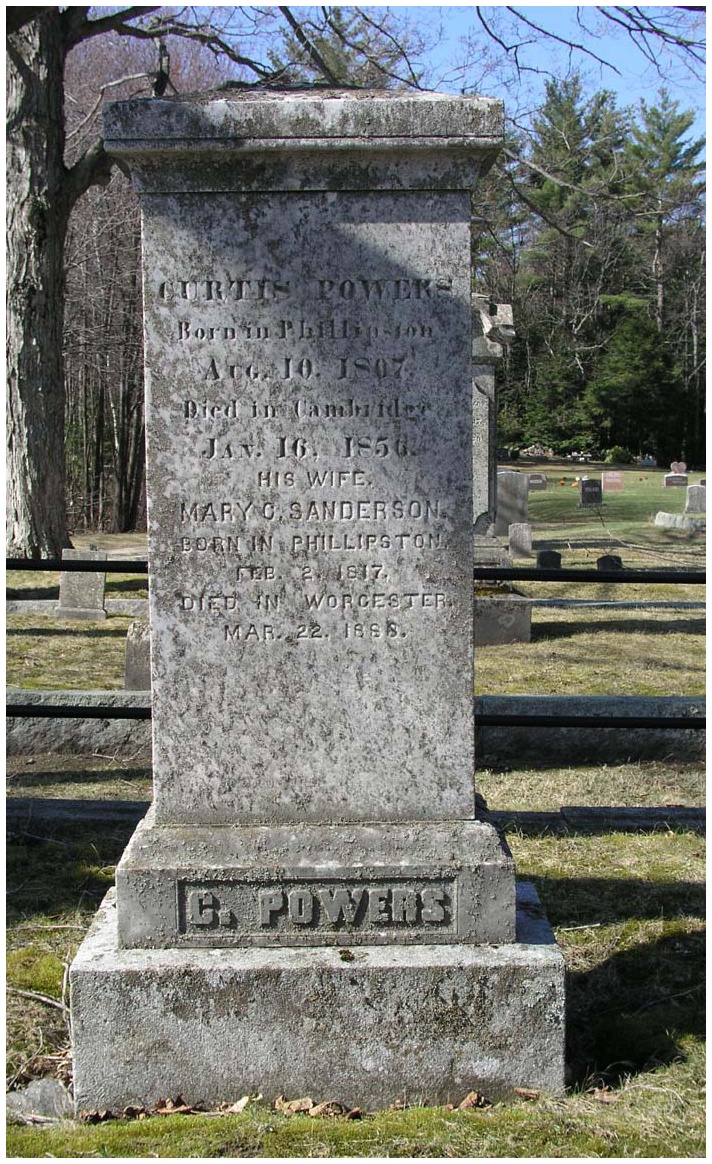 CURTIS POWERS
Born in Phillipston
AUG. 10. 1807
Died in Cambridge
JAN. 16. 1856.
HIS WIFE.
MARY C. SANDERSON.
BORN IN PHILLIPSTON.
FEB. 2. 1817.
DIED IN WORCESTER.
MAR. 22. 1888.
C. POWERS